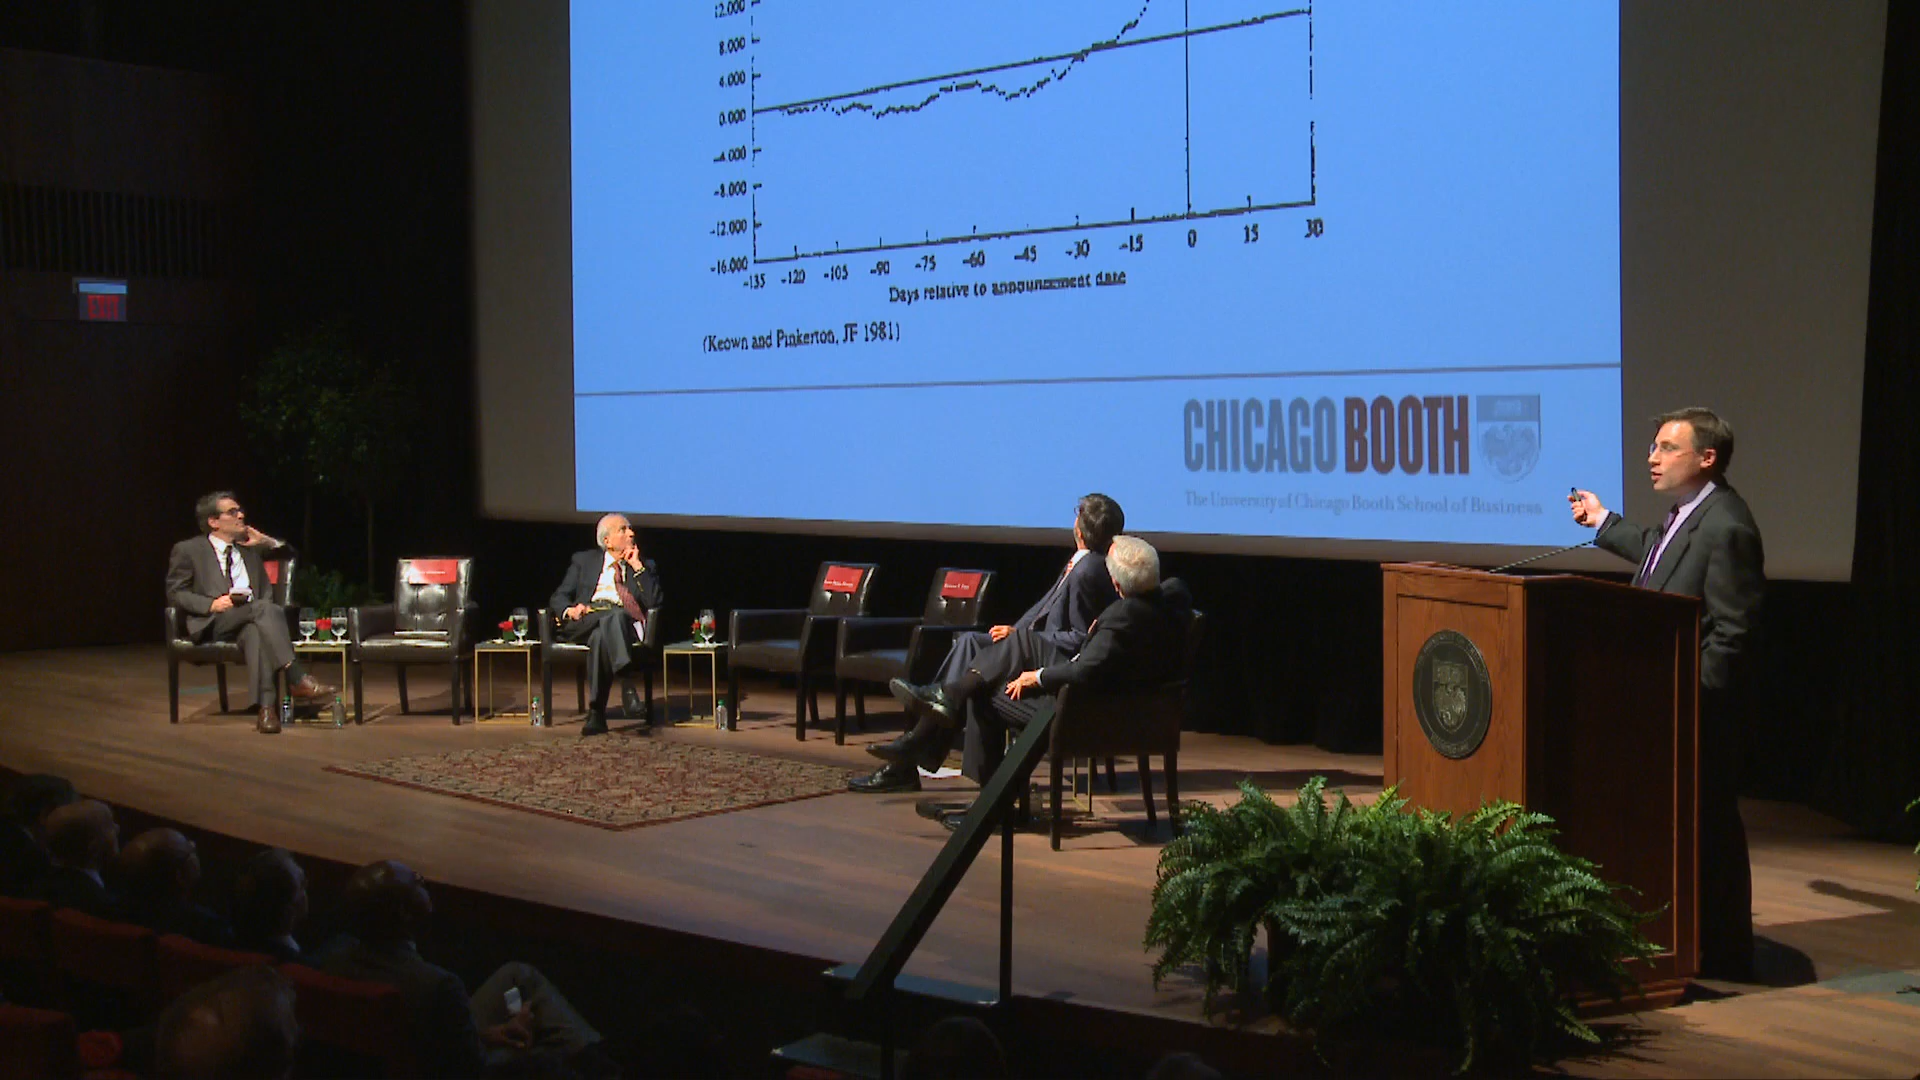 12.000
8.000
4.000
0.000
-4.000
-8.000
-12.000
-16.000
-135 -120 -105 -90 -75 -60 -45 -30 -15 0 15 30
Days relative to announcement date
(Keown and Pinkerton, JF 1981)
CHICAGO BOOTH
The University of Chicago Booth School of Business
EXIT